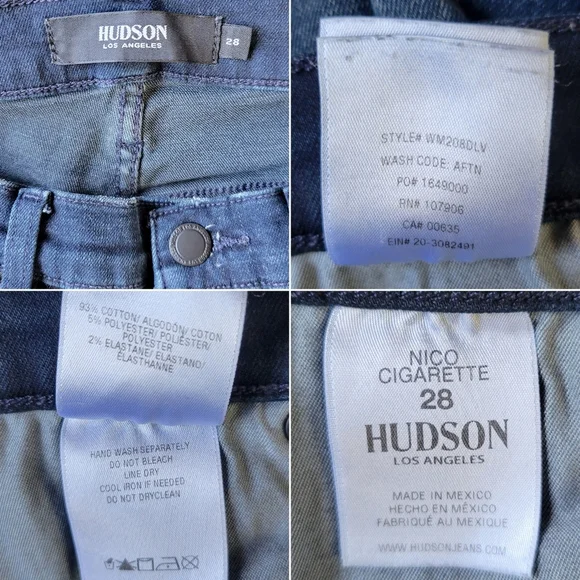 HUDSON
LOS ANGELES
28
STYLE# WM208DLV
WASH CODE: AFTN
PO# 1649000
RN# 107906
CA# 00635
EIN# 20-3082491
93% COTTON/ ALGODÓN/ COTON
5% POLYESTER/ POLIÉSTER/
POLYESTER
2% ELASTANE/ ELASTANO/
ÉLASTHANNE
HAND WASH SEPARATELY
DO NOT BLEACH
LINE DRY
COOL IRON IF NEEDED
DO NOT DRYCLEAN
NICO
CIGARETTE
28
HUDSON
LOS ANGELES
MADE IN MEXICO
HECHO EN MÉXICO
FABRIQUÉ AU MEXIQUE
WWW.HUDSONJEANS.COM